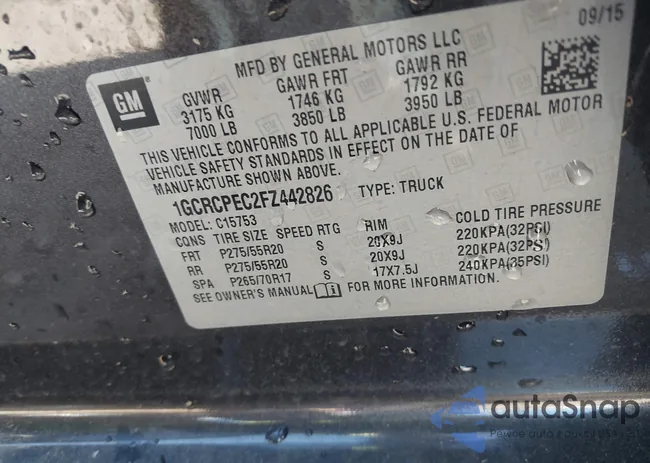 09/15
GM
MFD BY GENERAL MOTORS LLC
GVWR GAWR FRT GAWR RR
3175 KG 1746 KG 1792 KG
7000 LB 3850 LB 3950 LB
THIS VEHICLE CONFORMS TO ALL APPLICABLE U.S. FEDERAL MOTOR
VEHICLE SAFETY STANDARDS IN EFFECT ON THE DATE OF
MANUFACTURE SHOWN ABOVE.
1GCRCPEC2FZ442826 TYPE: TRUCK
MODEL: C15753
CONS TIRE SIZE SPEED RTG RIM COLD TIRE PRESSURE
FRT P275/55R20 S 20X9J 220KPA(32PSI)
RR P275/55R20 S 20X9J 220KPA(32PSI)
SPA P265/70R17 S 17X7.5J 240KPA(35PSI)
SEE OWNER'S MANUAL FOR MORE INFORMATION.
autoSnap